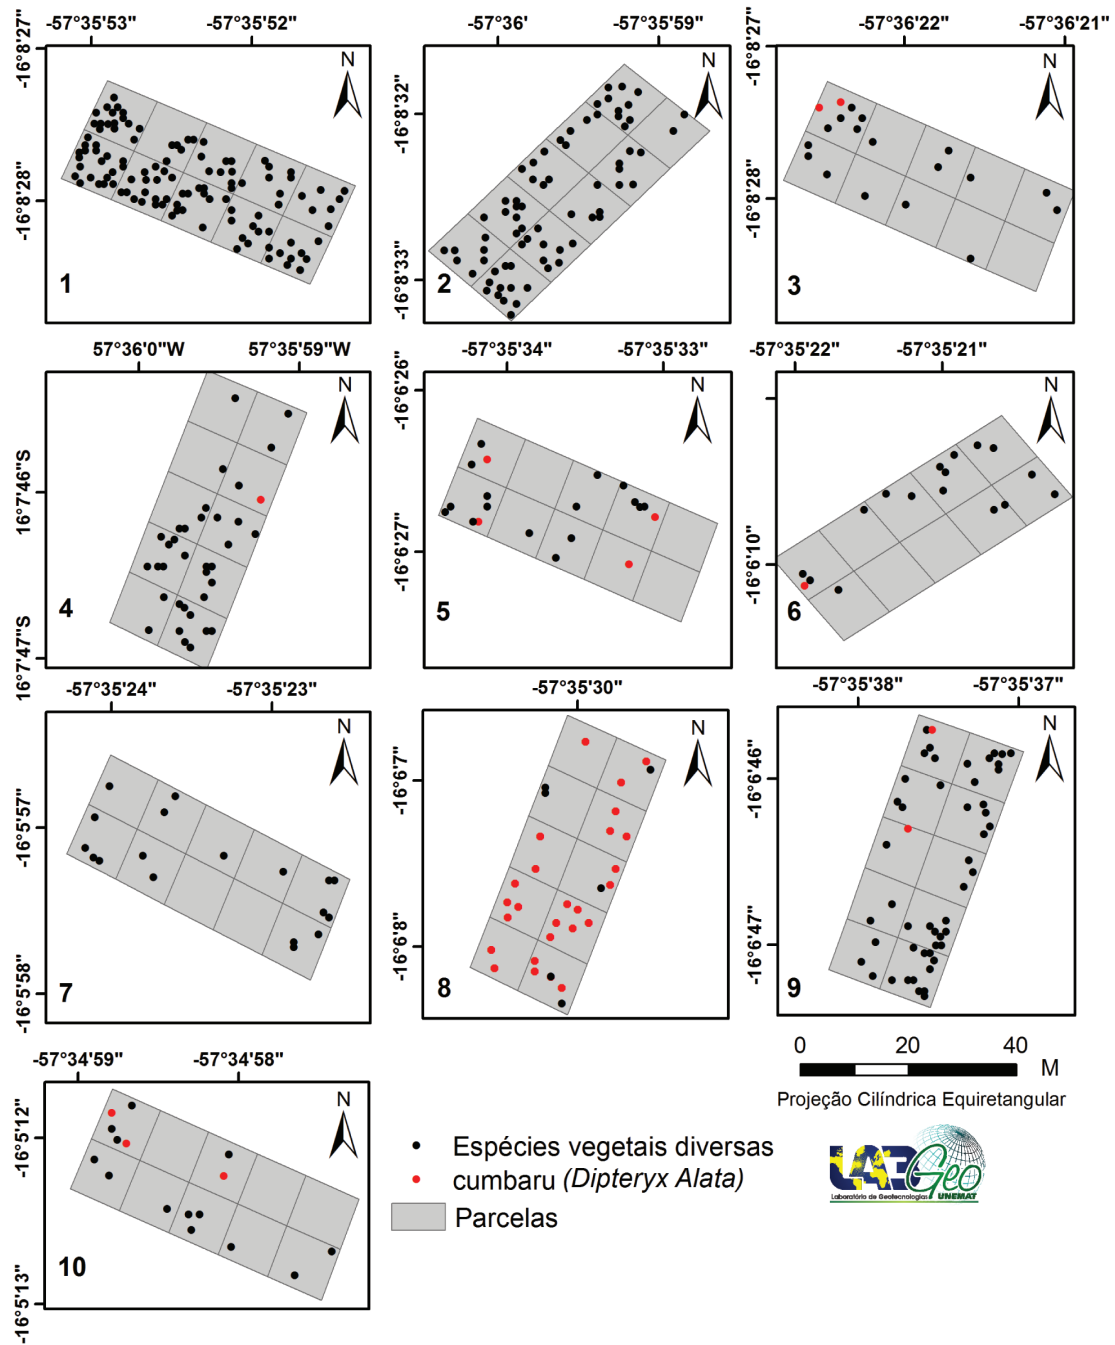 -57°35'53" -57°35'52"
-16°8'27"
-16°8'28"
N
1
-57°36' -57°35'59"
-16°8'32"
-16°8'33"
N
2
-57°36'22" -57°36'21"
-16°8'27"
-16°8'28"
N
3
57°36'0"W 57°35'59"W
16°7'46"S
16°7'47"S
N
4
-57°35'34" -57°35'33"
-16°6'26"
-16°6'27"
N
5
-57°35'22" -57°35'21"
-16°6'10"
N
6
-57°35'24" -57°35'23"
-16°5'57"
-16°5'58"
N
7
-57°35'30"
-16°6'7"
-16°6'8"
N
8
-57°35'38" -57°35'37"
-16°6'46"
-16°6'47"
N
9
-57°34'59" -57°34'58"
-16°5'12"
-16°5'13"
N
10
0 20 40 M
Projeção Cilíndrica Equiretangular
Espécies vegetais diversas
cumbaru (Dipteryx Alata)
Parcelas
LAB Geo
Laboratório de Geotecnologias UNEMAT